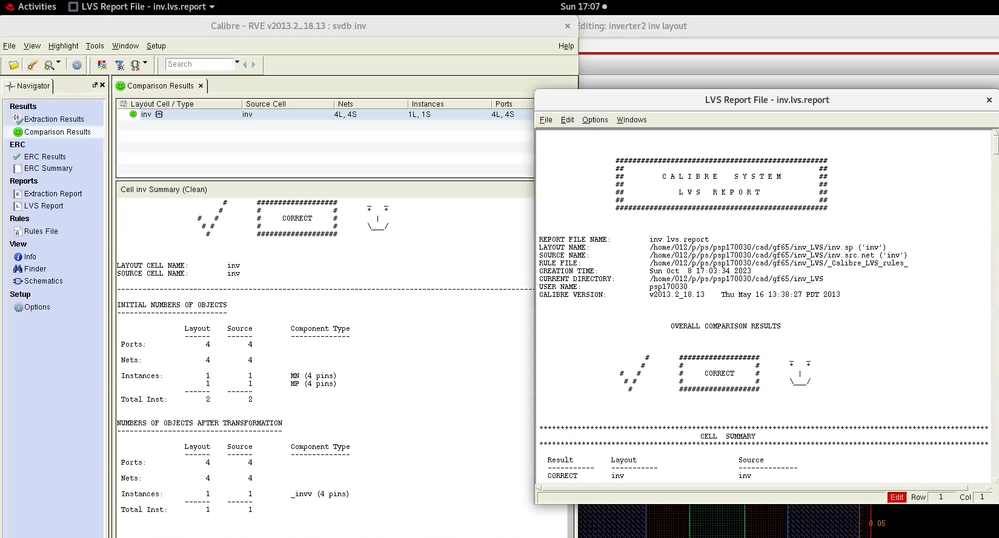 Activities LVS Report File - inv.lvs.report Sun 17:07
Calibre - RVE v2013.2_18.13 : svdb inv
File View Highlight Tools Window Setup Help
Search
Navigator
Results
Extraction Results
Comparison Results
ERC
ERC Results
ERC Summary
Reports
Extraction Report
LVS Report
Rules
Rules File
View
Info
Finder
Schematics
Setup
Options
Comparison Results
Layout Cell / Type Source Cell Nets Instances Ports
inv inv 4L, 4S 1L, 1S 4L, 4S
Cell inv Summary (Clean)
# ################### _ _
# # # * *
# # # CORRECT # |
# # # # \___/
# ###################
LAYOUT CELL NAME: inv
SOURCE CELL NAME: inv
INITIAL NUMBERS OF OBJECTS
Layout Source Component Type
Ports: 4 4
Nets: 4 4
Instances: 1 1 MN (4 pins)
1 1 MP (4 pins)
Total Inst: 2 2
NUMBERS OF OBJECTS AFTER TRANSFORMATION
Layout Source Component Type
Ports: 4 4
Nets: 4 4
Instances: 1 1 _invv (4 pins)
Total Inst: 1 1
Editing: inverter2 inv layout
LVS Report File - inv.lvs.report
File Edit Options Windows
##################################################
## ##
## C A L I B R E S Y S T E M ##
## ##
## L V S R E P O R T ##
## ##
##################################################
REPORT FILE NAME: inv.lvs.report
LAYOUT NAME: /home/012/p/ps/psp170030/cad/gf65/inv_LVS/inv.sp ('inv')
SOURCE NAME: /home/012/p/ps/psp170030/cad/gf65/inv_LVS/inv.src.net ('inv')
RULE FILE: /home/012/p/ps/psp170030/cad/gf65/inv_LVS/_Calibre_LVS_rules_
CREATION TIME: Sun Oct 8 17:03:34 2023
CURRENT DIRECTORY: /home/012/p/ps/psp170030/cad/gf65/inv_LVS
USER NAME: psp170030
CALIBRE VERSION: v2013.2_18.13 Thu May 16 13:38:27 PDT 2013
OVERALL COMPARISON RESULTS
# ################### _ _
# # # * *
# # # CORRECT # |
# # # # \___/
# ###################
CELL SUMMARY
Result Layout Source
CORRECT inv inv
Edit Row 1 Col 1
0.05